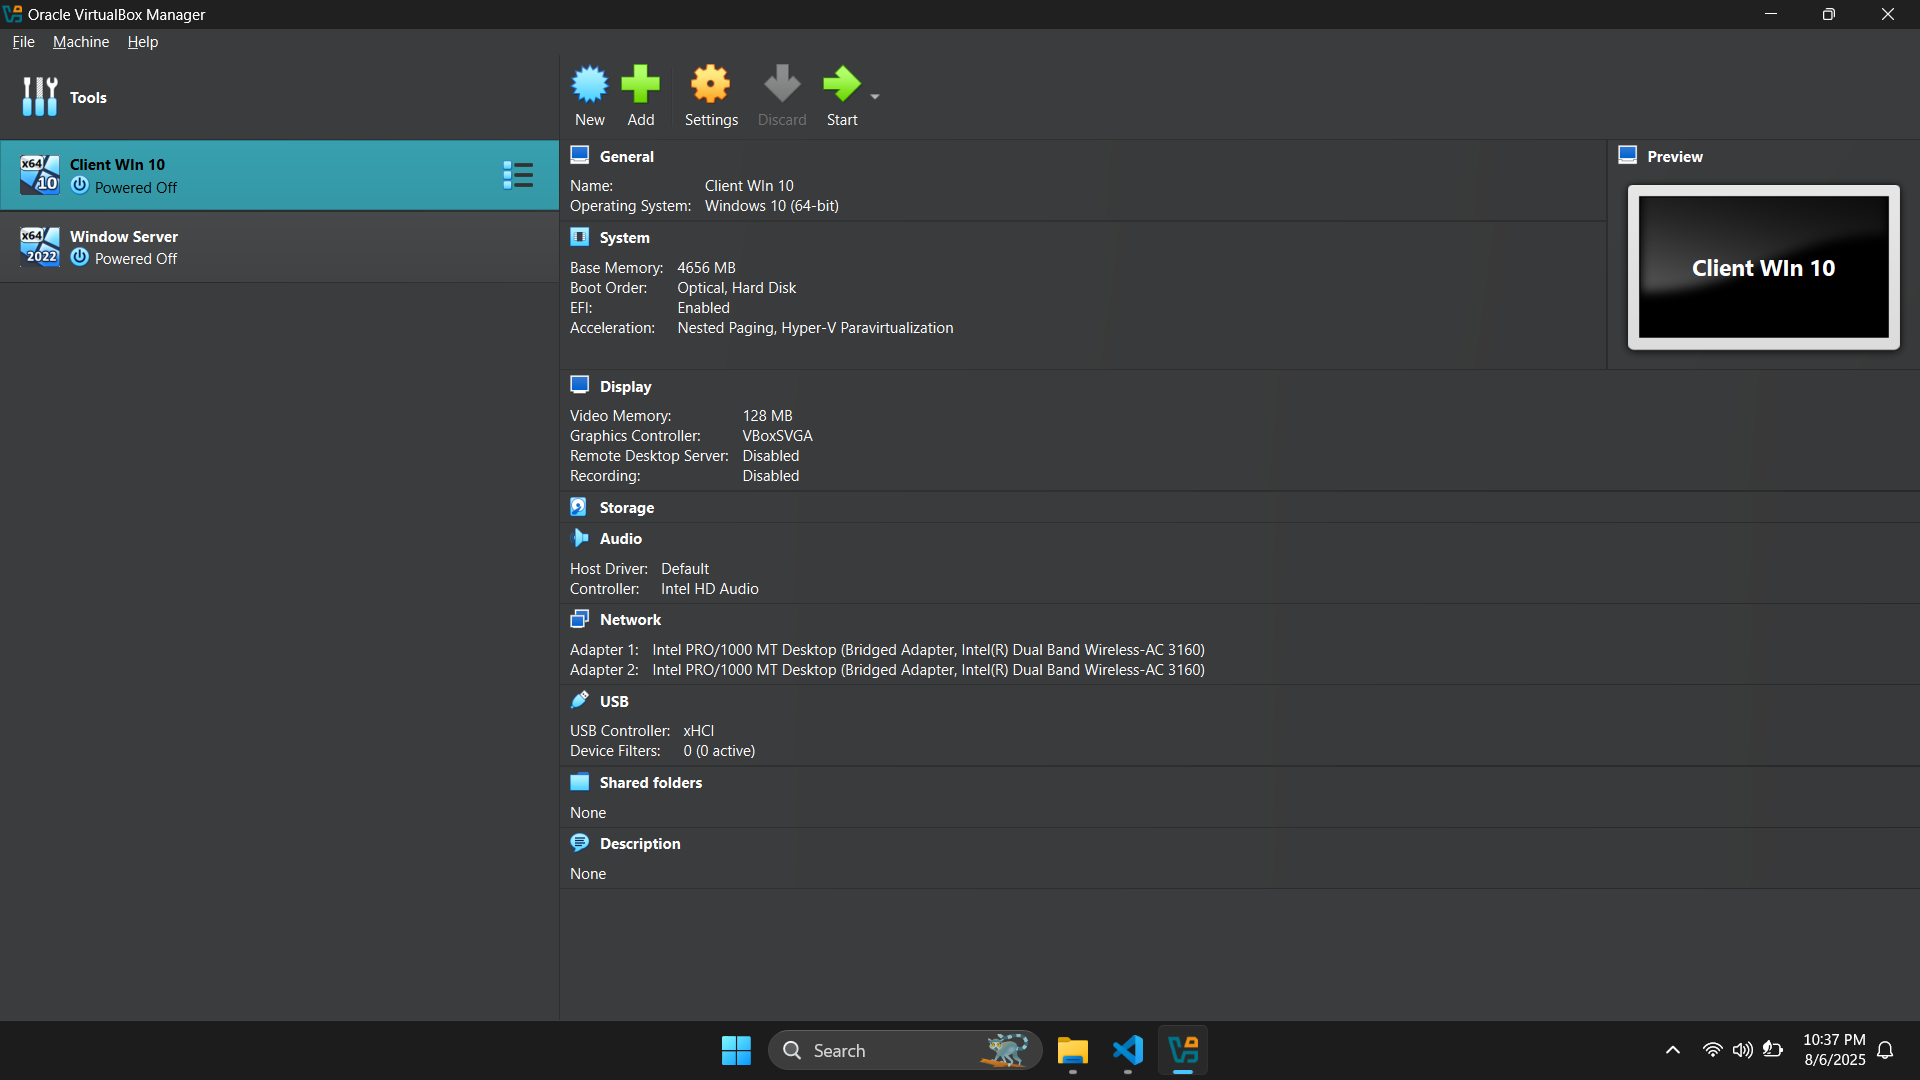 Oracle VirtualBox Manager
File Machine Help
Tools
New Add Settings Discard Start
x64 10 Client WIn 10
Powered Off
x64 2022 Window Server
Powered Off
General
Name: Client WIn 10
Operating System: Windows 10 (64-bit)
Preview
Client WIn 10
System
Base Memory: 4656 MB
Boot Order: Optical, Hard Disk
EFI: Enabled
Acceleration: Nested Paging, Hyper-V Paravirtualization
Display
Video Memory: 128 MB
Graphics Controller: VBoxSVGA
Remote Desktop Server: Disabled
Recording: Disabled
Storage
Audio
Host Driver: Default
Controller: Intel HD Audio
Network
Adapter 1: Intel PRO/1000 MT Desktop (Bridged Adapter, Intel(R) Dual Band Wireless-AC 3160)
Adapter 2: Intel PRO/1000 MT Desktop (Bridged Adapter, Intel(R) Dual Band Wireless-AC 3160)
USB
USB Controller: xHCI
Device Filters: 0 (0 active)
Shared folders
None
Description
None
Search
10:37 PM
8/6/2025